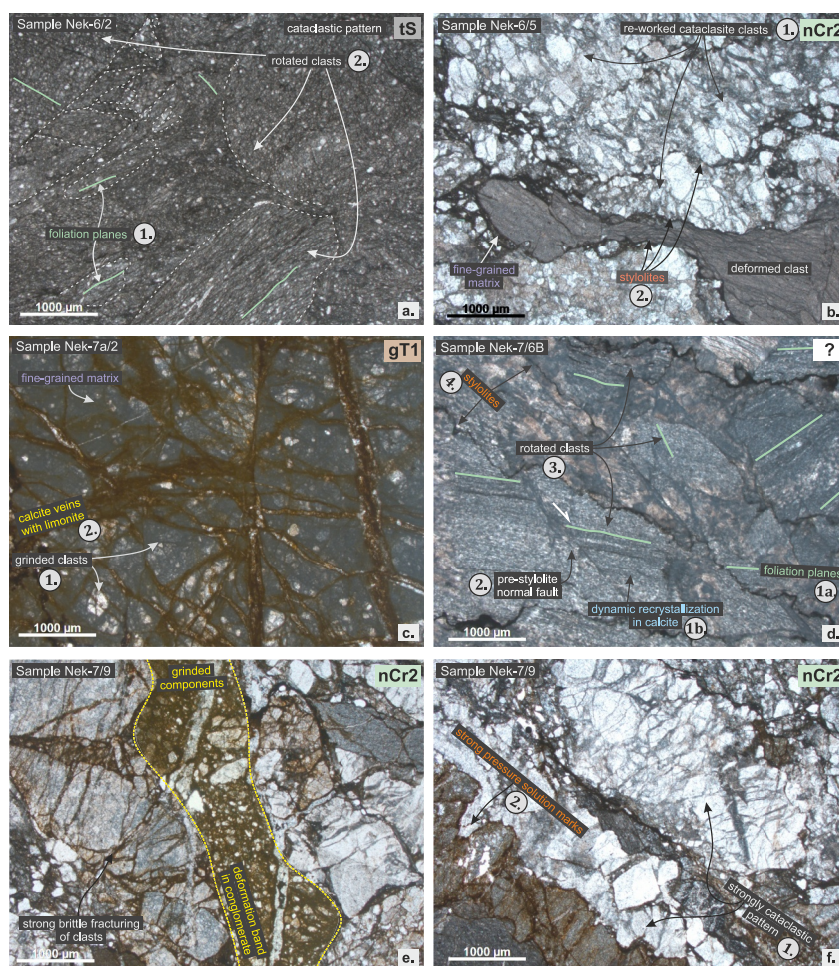 Sample Nek-6/2
cataclastic pattern
tS
rotated clasts
2.
foliation planes
1.
1000 µm
a.
Sample Nek-6/5
re-worked cataclasite clasts
1.
nCr2
fine-grained
matrix
stylolites
2.
deformed clast
1000 µm
b.
Sample Nek-7a/2
gT1
fine-grained matrix
calcite veins
with limonite
2.
grinded clasts
1.
1000 µm
c.
Sample Nek-7/6B
?
4.
stylolites
rotated clasts
3.
2.
pre-stylolite
normal fault
foliation planes
1a.
dynamic recrystallization
in calcite
1b.
1000 µm
d.
Sample Nek-7/9
grinded
components
nCr2
deformation band
in conglomerate
strong brittle fracturing
of clasts
1000 µm
e.
Sample Nek-7/9
nCr2
strong pressure solution marks
2.
strongly cataclastic
pattern
1.
1000 µm
f.